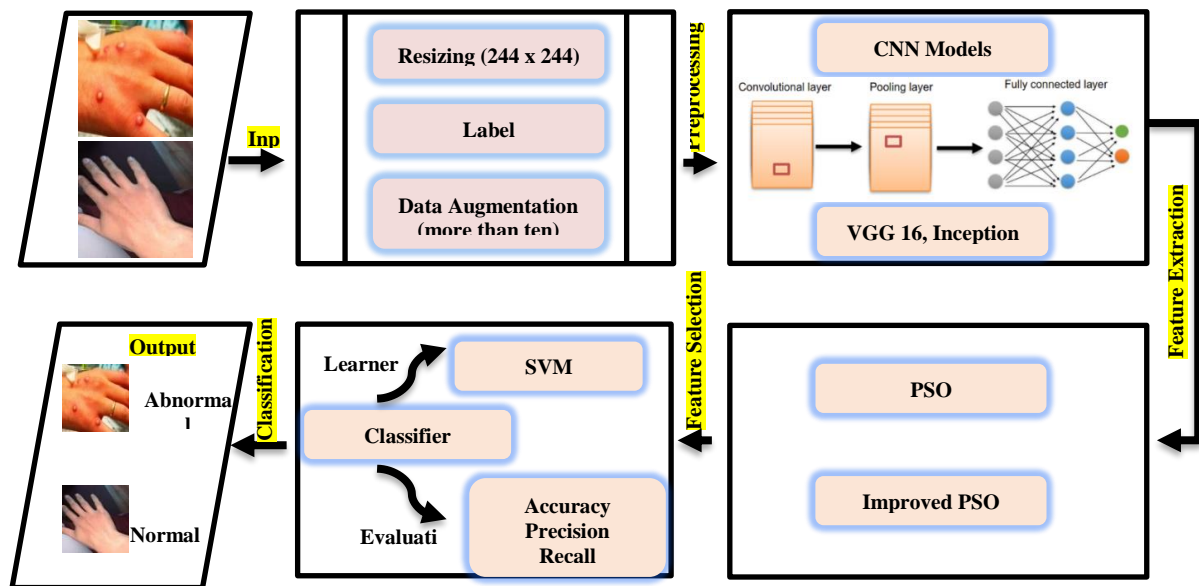 Inp
Resizing (244 x 244)
Label
Data Augmentation
(more than ten)
Preprocessing
CNN Models
Convolutional layer
Pooling layer
Fully connected layer
VGG 16, Inception
Feature Extraction
PSO
Improved PSO
Feature Selection
Learner
SVM
Classifier
Evaluati
Accuracy
Precision
Recall
Classification
Output
Abnorma
l
Normal